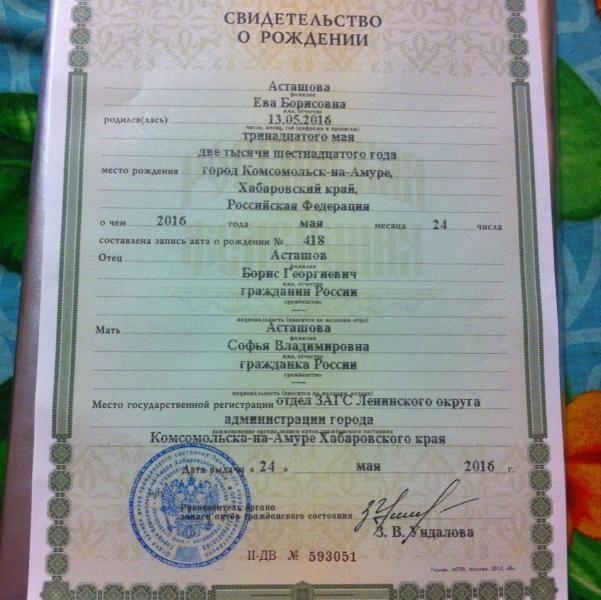 СВИДЕТЕЛЬСТВО
О РОЖДЕНИИ
Асташова
фамилия
Ева Борисовна
имя, отчество
родился(лась) 13.05.2016
число, месяц, год (цифрами и прописью)
тринадцатого мая
две тысячи шестнадцатого года
место рождения город Комсомольск-на-Амуре,
Хабаровский край,
Российская Федерация
о чем 2016 года мая месяца 24 числа
составлена запись акта о рождении № 418
Отец Асташов
фамилия
Борис Георгиевич
имя, отчество
гражданин России
гражданство
—
национальность (вносится по желанию отца)
Мать Асташова
фамилия
Софья Владимировна
имя, отчество
гражданка России
гражданство
—
национальность (вносится по желанию матери)
Место государственной регистрации отдел ЗАГС Ленинского округа
администрации города
наименование органа записи актов гражданского состояния
Комсомольска-на-Амуре Хабаровского края
Дата выдачи « 24 » мая 2016 г.
Руководитель органа
записи актов гражданского состояния
З. В. Ундалова
II-ДВ № 593051
Гознак, МПФ, Москва, 2012, «В».